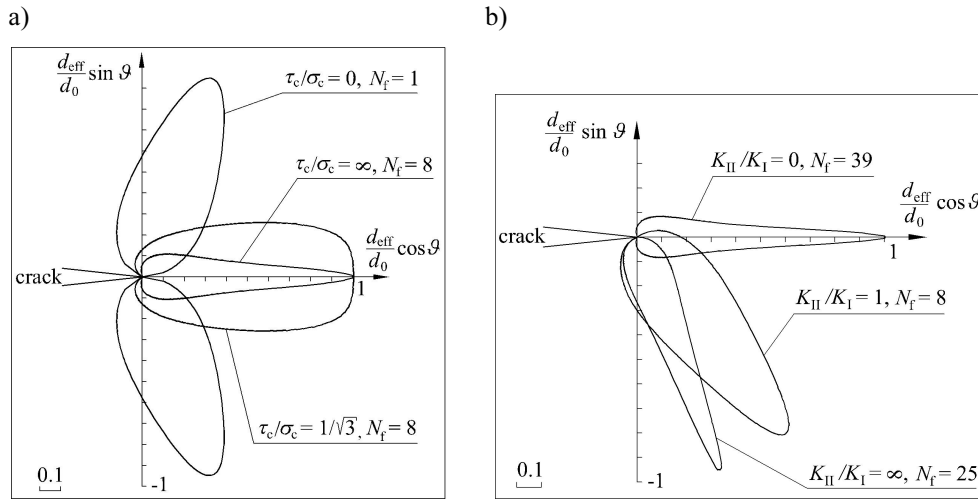 a)
d_eff/d_0 sin ϑ
τ_c/σ_c = 0, N_f = 1
τ_c/σ_c = ∞, N_f = 8
d_eff/d_0 cos ϑ
crack
1
τ_c/σ_c = 1/√3, N_f = 8
0.1
-1
b)
d_eff/d_0 sin ϑ
K_II/K_I = 0, N_f = 39
d_eff/d_0 cos ϑ
crack
1
K_II/K_I = 1, N_f = 8
0.1
-1
K_II/K_I = ∞, N_f = 25